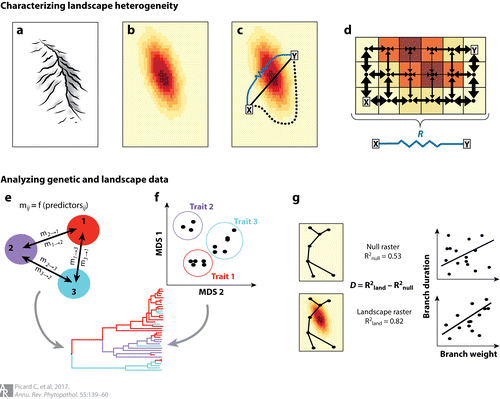 Characterizing landscape heterogeneity
a
b
c
d
Y
X
Y
X
X
Y
R
Analyzing genetic and landscape data
e
f
g
mij = f (predictorsij)
1
2
3
m2→1
m1→2
m1→3
m3→1
m3→2
m2→3
MDS 1
MDS 2
Trait 2
Trait 3
Trait 1
Null raster
R²null = 0.53
D = R²land – R²null
Landscape raster
R²land = 0.82
Branch duration
Branch weight
AR
Picard C, et al. 2017.
Annu. Rev. Phytopathol. 55:139–60